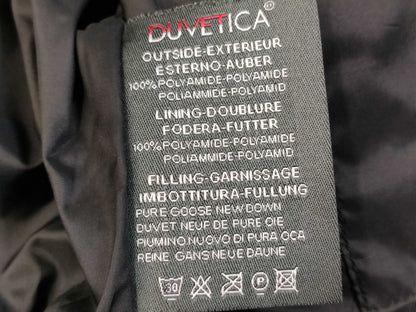 DUVETICA
OUTSIDE-EXTERIEUR
ESTERNO-AUBER
100% POLYAMIDE-POLYAMID
POLIAMMIDE-POLYAMID
LINING-DOUBLURE
FODERA-FUTTER
100% POLYAMIDE-POLYAMID
POLIAMMIDE-POLYAMID
FILLING-GARNISSAGE
IMBOTTITURA-FULLUNG
PURE GOOSE NEW DOWN
DUVET NEUF DE PURE OIE
PIUMINO NUOVO DI PURA OCA
REINE GANS NEUE DAUNE
30 P